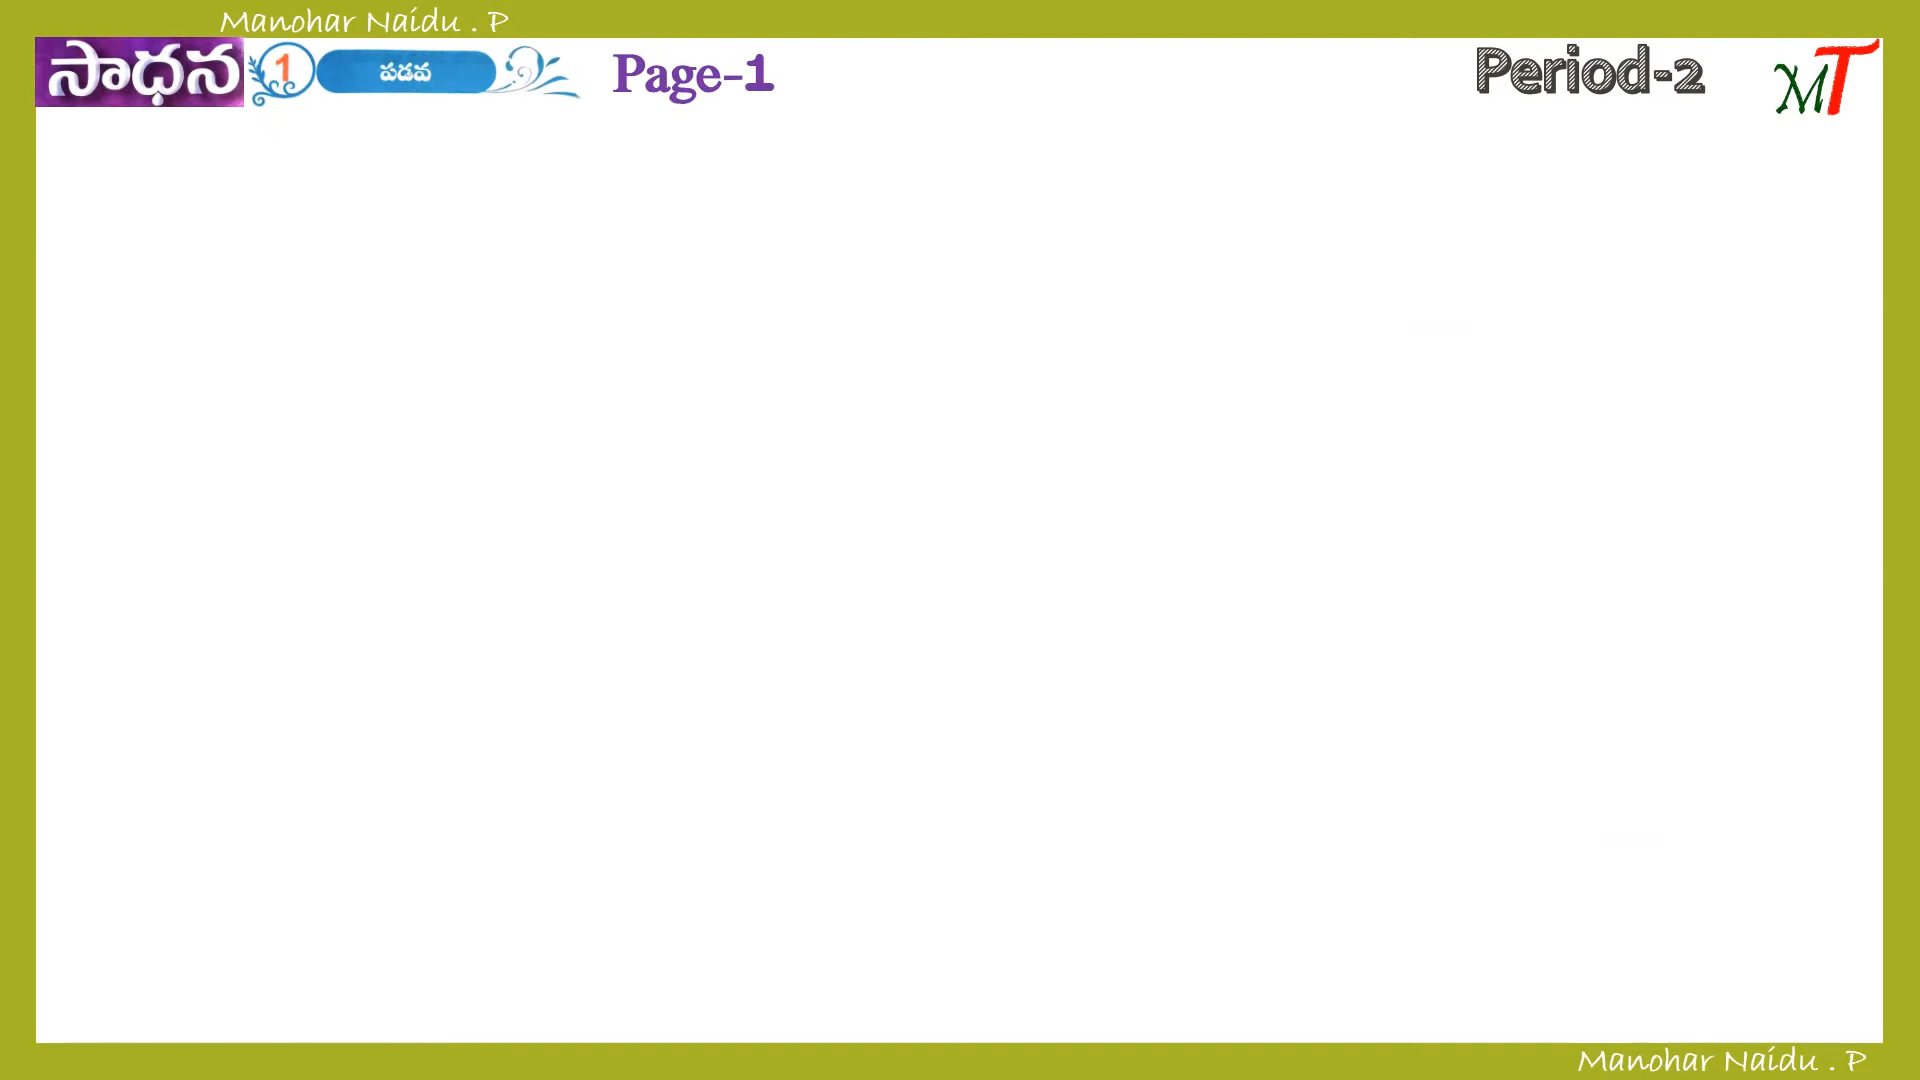 Manohar Naidu . P
సాధన 1 పడవ Page-1 Period-2 MT
Manohar Naidu . P